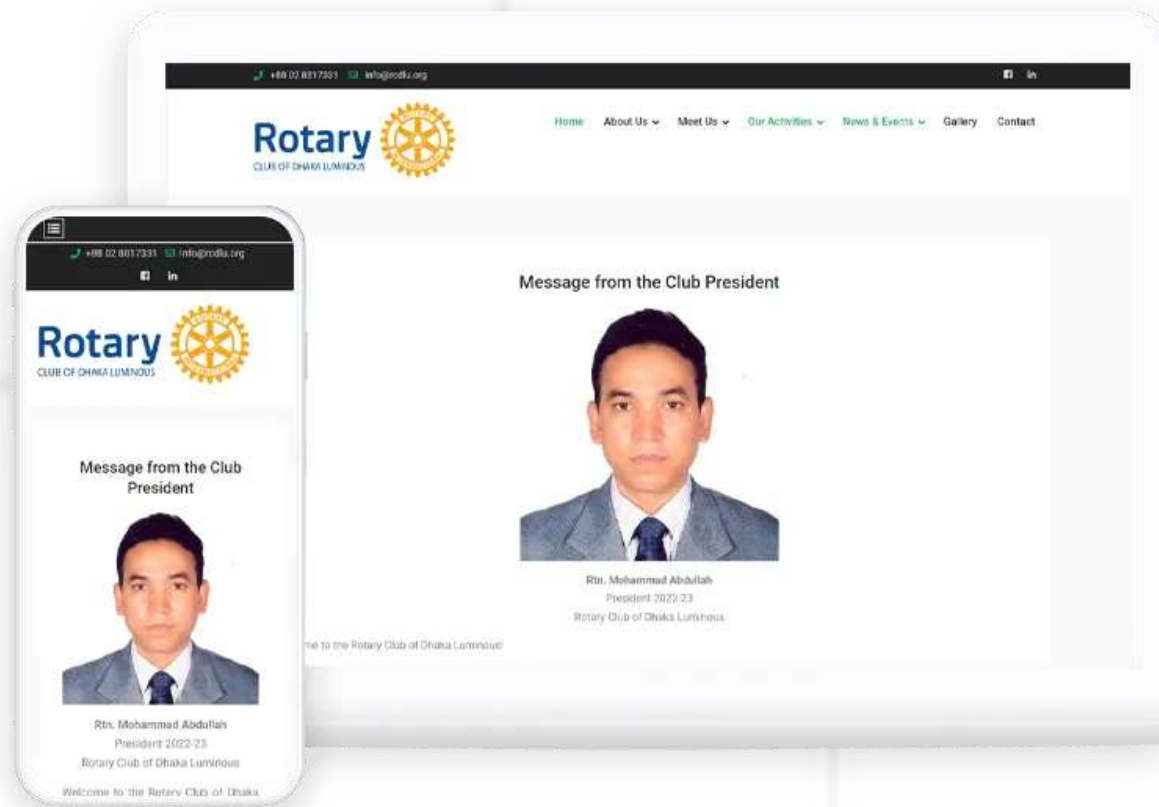 +88 02 8817331 info@rcdlu.org
Rotary
CLUB OF DHAKA LUMINOUS
Home About Us Meet Us Our Activities News & Events Gallery Contact
Message from the Club President
Rtn. Mohammad Abdullah
President 2022-23
Rotary Club of Dhaka Luminous
me to the Rotary Club of Dhaka Luminous!
+88 02 8817331 info@rcdlu.org
Rotary
CLUB OF DHAKA LUMINOUS
Message from the Club
President
Rtn. Mohammad Abdullah
President 2022-23
Rotary Club of Dhaka Luminous
Welcome to the Rotary Club of Dhaka